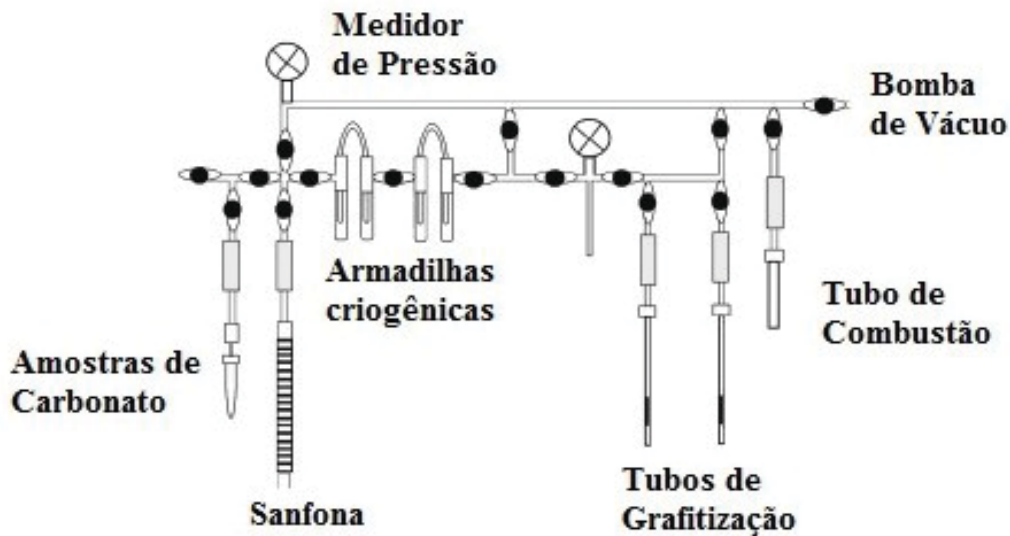 Medidor
de Pressão
Bomba
de Vácuo
Armadilhas
criogênicas
Tubo de
Combustão
Amostras de
Carbonato
Tubos de
Grafitização
Sanfona